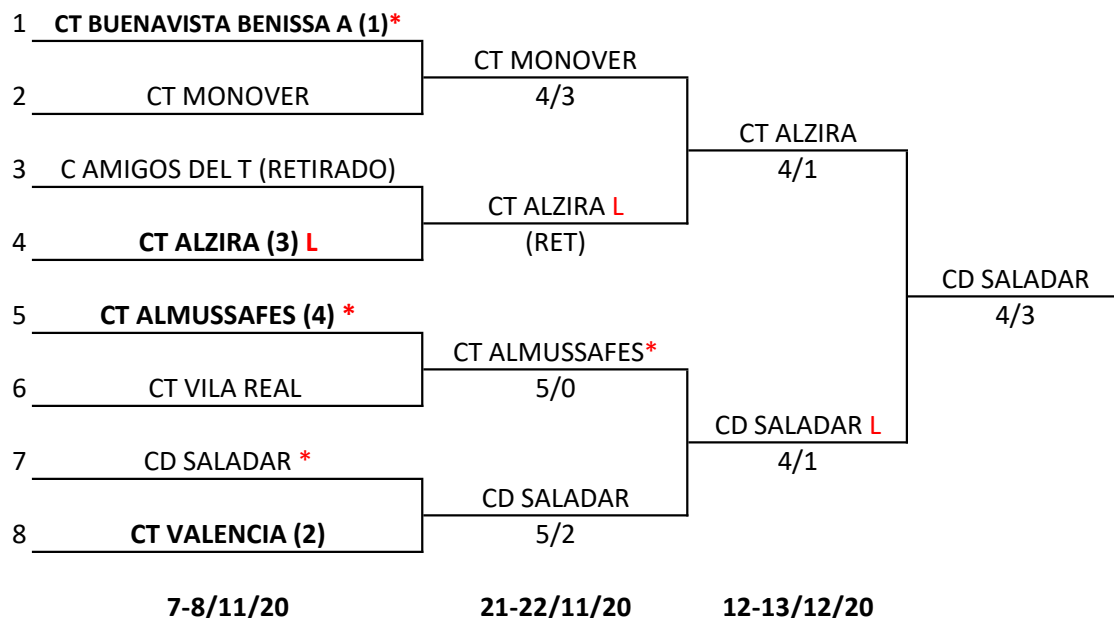 1 CT BUENAVISTA BENISSA A (1)*
CT MONOVER
4/3
2 CT MONOVER
CT ALZIRA
4/1
3 C AMIGOS DEL T (RETIRADO)
CT ALZIRA L
(RET)
4 CT ALZIRA (3) L
CD SALADAR
4/3
5 CT ALMUSSAFES (4) *
CT ALMUSSAFES*
5/0
6 CT VILA REAL
CD SALADAR L
4/1
7 CD SALADAR *
CD SALADAR
5/2
8 CT VALENCIA (2)
7-8/11/20 21-22/11/20 12-13/12/20